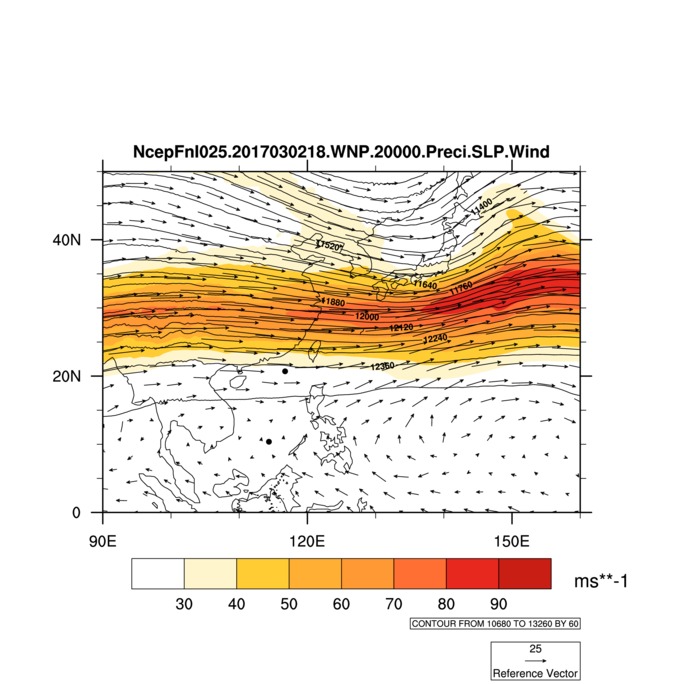 NcepFnl025.2017030218.WNP.20000.Preci.SLP.Wind
11400
11520
40N
11640
11760
11880
12000
12120
12240
12360
20N
0
90E 120E 150E
ms**-1
30 40 50 60 70 80 90
CONTOUR FROM 10680 TO 13260 BY 60
25
Reference Vector